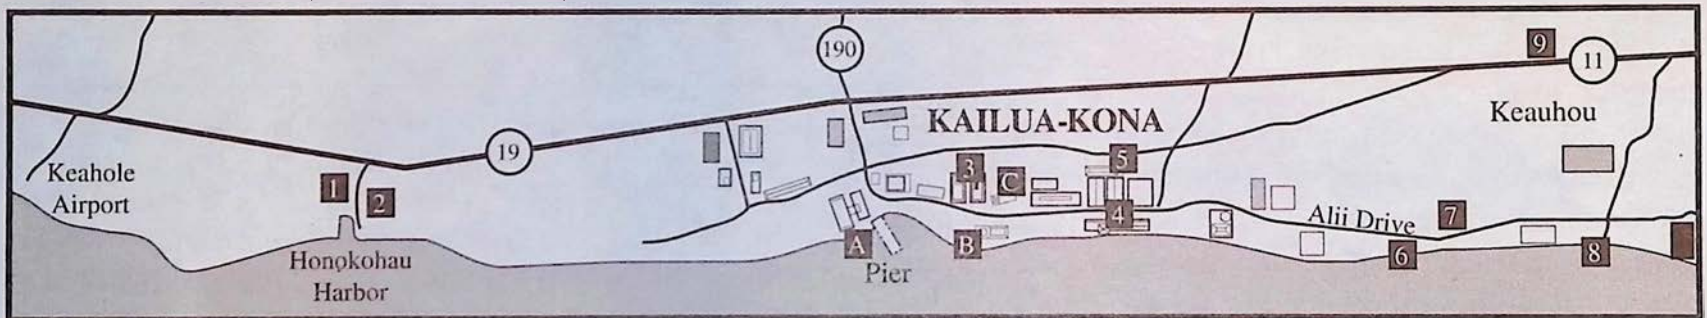 190
9
11
KAILUA-KONA
Keauhou
19
5
3
C
Keahole
Airport
1
2
4
Alii Drive
7
A
B
6
8
Pier
Honokohau
Harbor